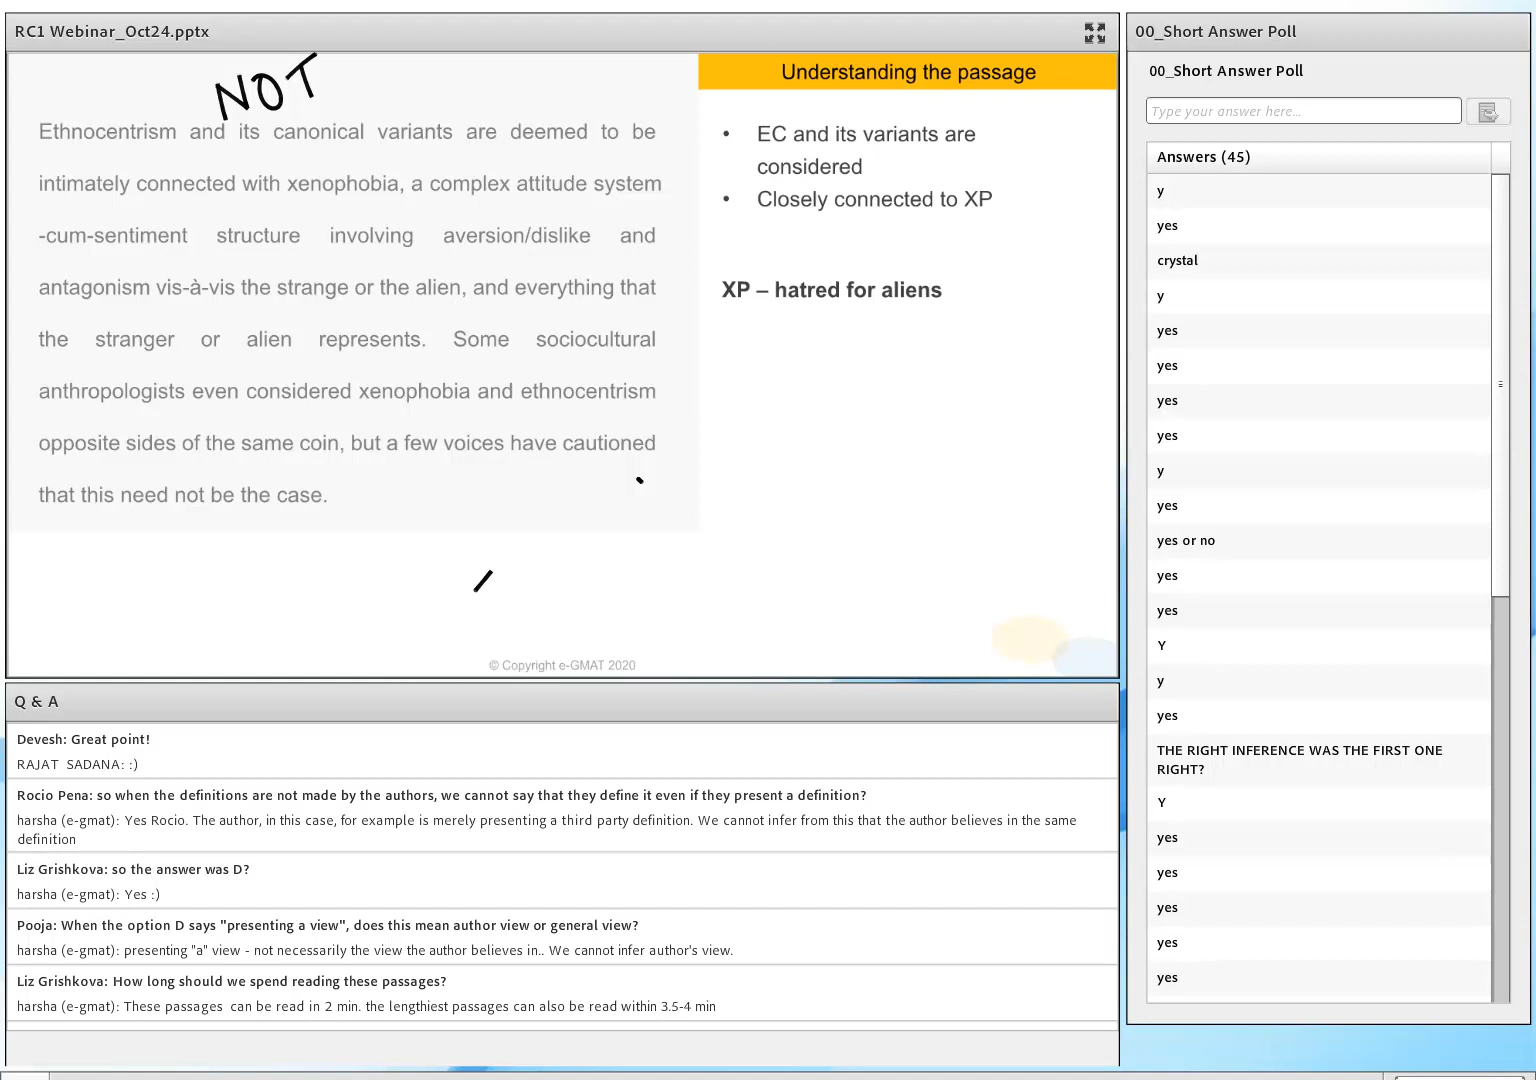 RC1 Webinar_Oct24.pptx
NOT
Ethnocentrism and its canonical variants are deemed to be
intimately connected with xenophobia, a complex attitude system
-cum-sentiment structure involving aversion/dislike and
antagonism vis-à-vis the strange or the alien, and everything that
the stranger or alien represents. Some sociocultural
anthropologists even considered xenophobia and ethnocentrism
opposite sides of the same coin, but a few voices have cautioned
that this need not be the case.
Understanding the passage
• EC and its variants are
considered
• Closely connected to XP
XP – hatred for aliens
© Copyright e-GMAT 2020
Q & A
Devesh: Great point!
RAJAT SADANA: :)
Rocio Pena: so when the definitions are not made by the authors, we cannot say that they define it even if they present a definition?
harsha (e-gmat): Yes Rocio. The author, in this case, for example is merely presenting a third party definition. We cannot infer from this that the author believes in the same
definition
Liz Grishkova: so the answer was D?
harsha (e-gmat): Yes :)
Pooja: When the option D says "presenting a view", does this mean author view or general view?
harsha (e-gmat): presenting "a" view - not necessarily the view the author believes in.. We cannot infer author's view.
Liz Grishkova: How long should we spend reading these passages?
harsha (e-gmat): These passages can be read in 2 min. the lengthiest passages can also be read within 3.5-4 min
00_Short Answer Poll
00_Short Answer Poll
Type your answer here...
Answers (45)
y
yes
crystal
y
yes
yes
yes
yes
y
yes
yes or no
yes
yes
Y
y
yes
THE RIGHT INFERENCE WAS THE FIRST ONE
RIGHT?
Y
yes
yes
yes
yes
yes